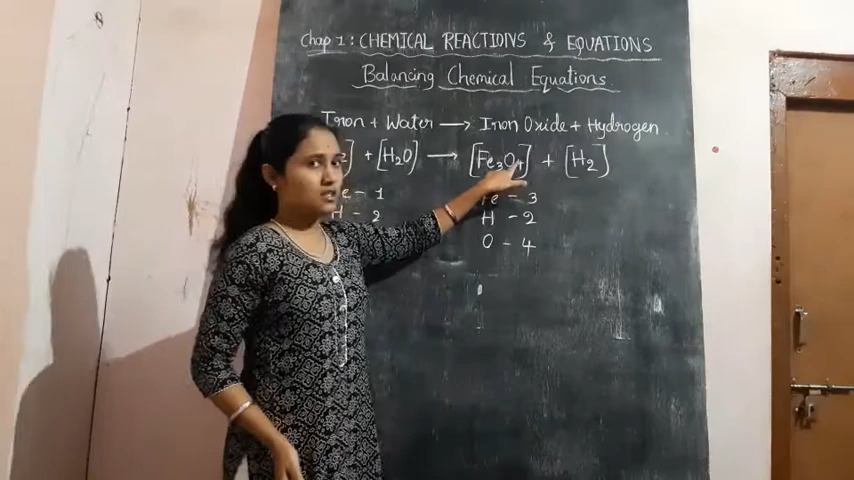 Chap 1: CHEMICAL REACTIONS & EQUATIONS
BALANCING CHEMICAL EQUATIONS.
Iron + Water → Iron Oxide + Hydrogen
] + [H2O] → [Fe3O4] + [H2]
e - 1 Fe - 3
H - 2 H - 2
O - 4